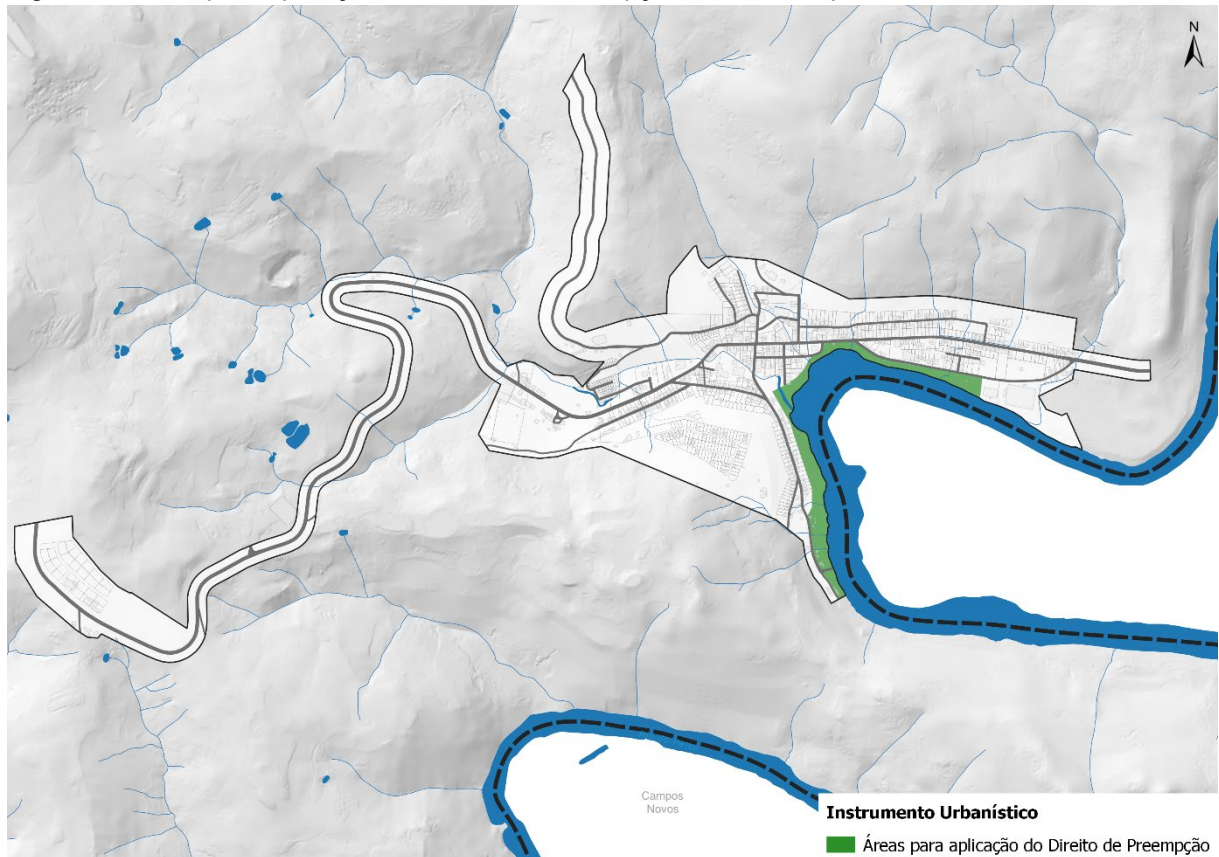 N
Campos
Novos
Instrumento Urbanístico
Áreas para aplicação do Direito de Preempção